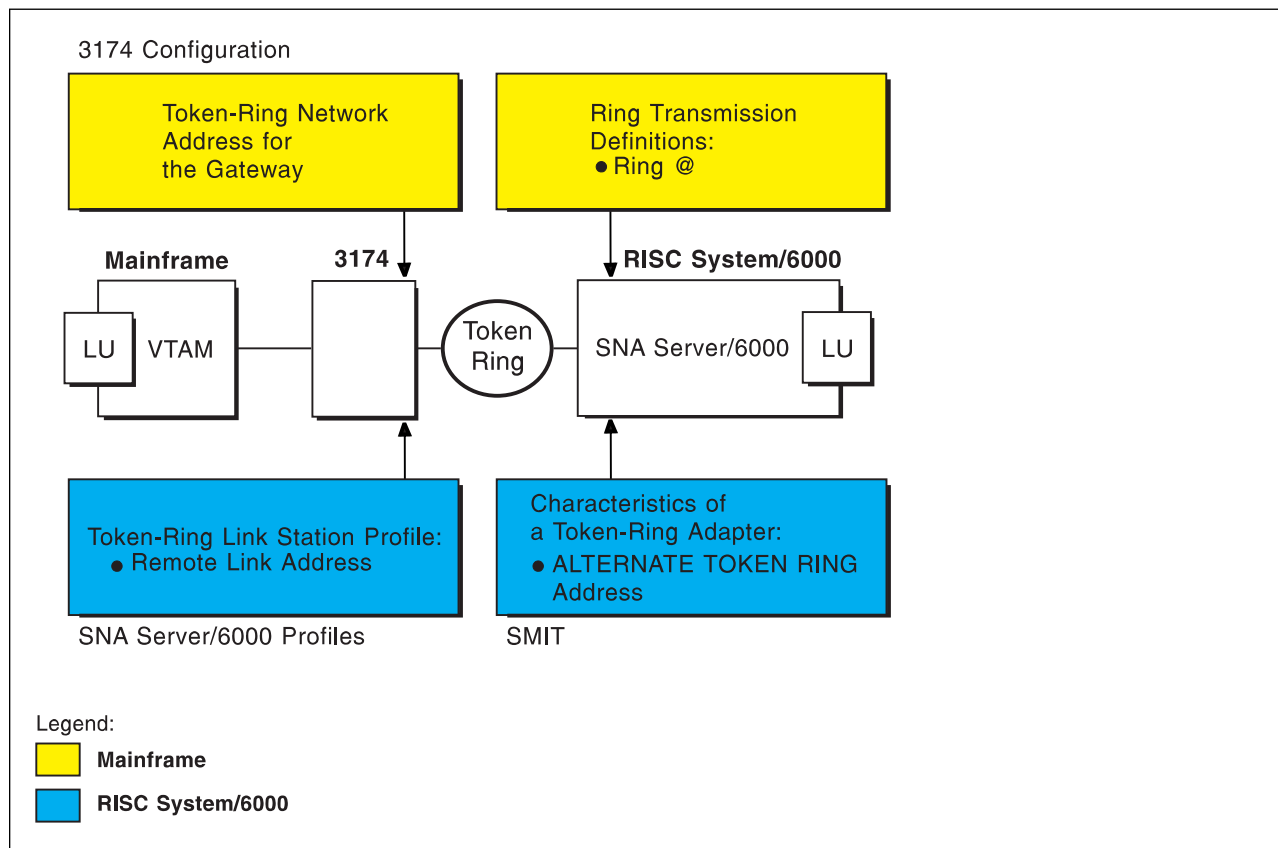 3174 Configuration
Token-Ring Network
Address for
the Gateway
Ring Transmission
Definitions:
● Ring @
Mainframe
3174
RISC System/6000
LU
VTAM
Token
Ring
SNA Server/6000
LU
Token-Ring Link Station Profile:
● Remote Link Address
Characteristics of
a Token-Ring Adapter:
● ALTERNATE TOKEN RING
Address
SNA Server/6000 Profiles
SMIT
Legend:
Mainframe
RISC System/6000